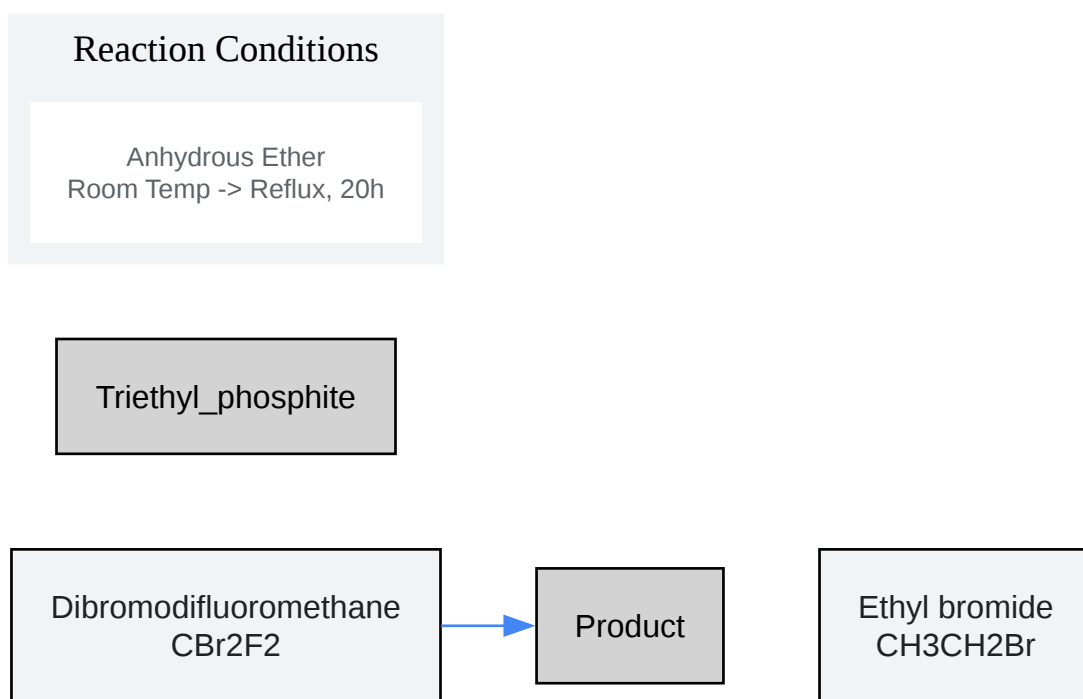 Reaction Conditions
Anhydrous Ether
Room Temp -> Reflux, 20h
Triethyl_phosphite
Dibromodifluoromethane
CBr2F2
Product
Ethyl bromide
CH3CH2Br